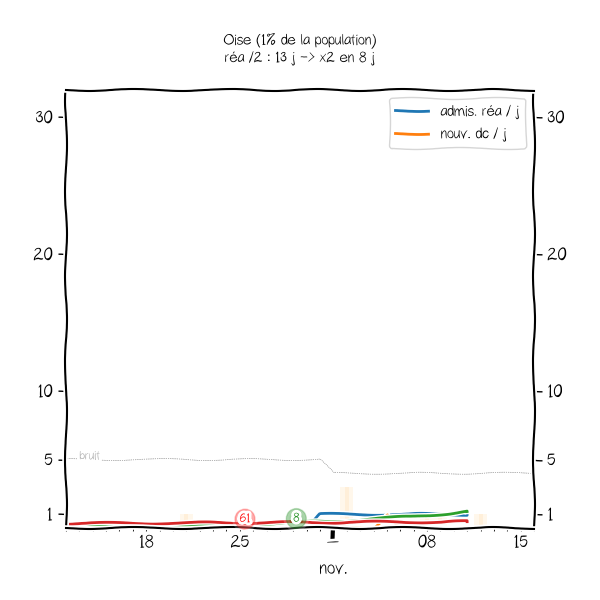 Oise (1% de la population)
réa /2 : 13 j -> x2 en 8 j
admis. réa / j
nouv. dc / j
30
30
20
20
10
10
5
bruit
5
1
61
8
1
18
25
1
08
15
nov.